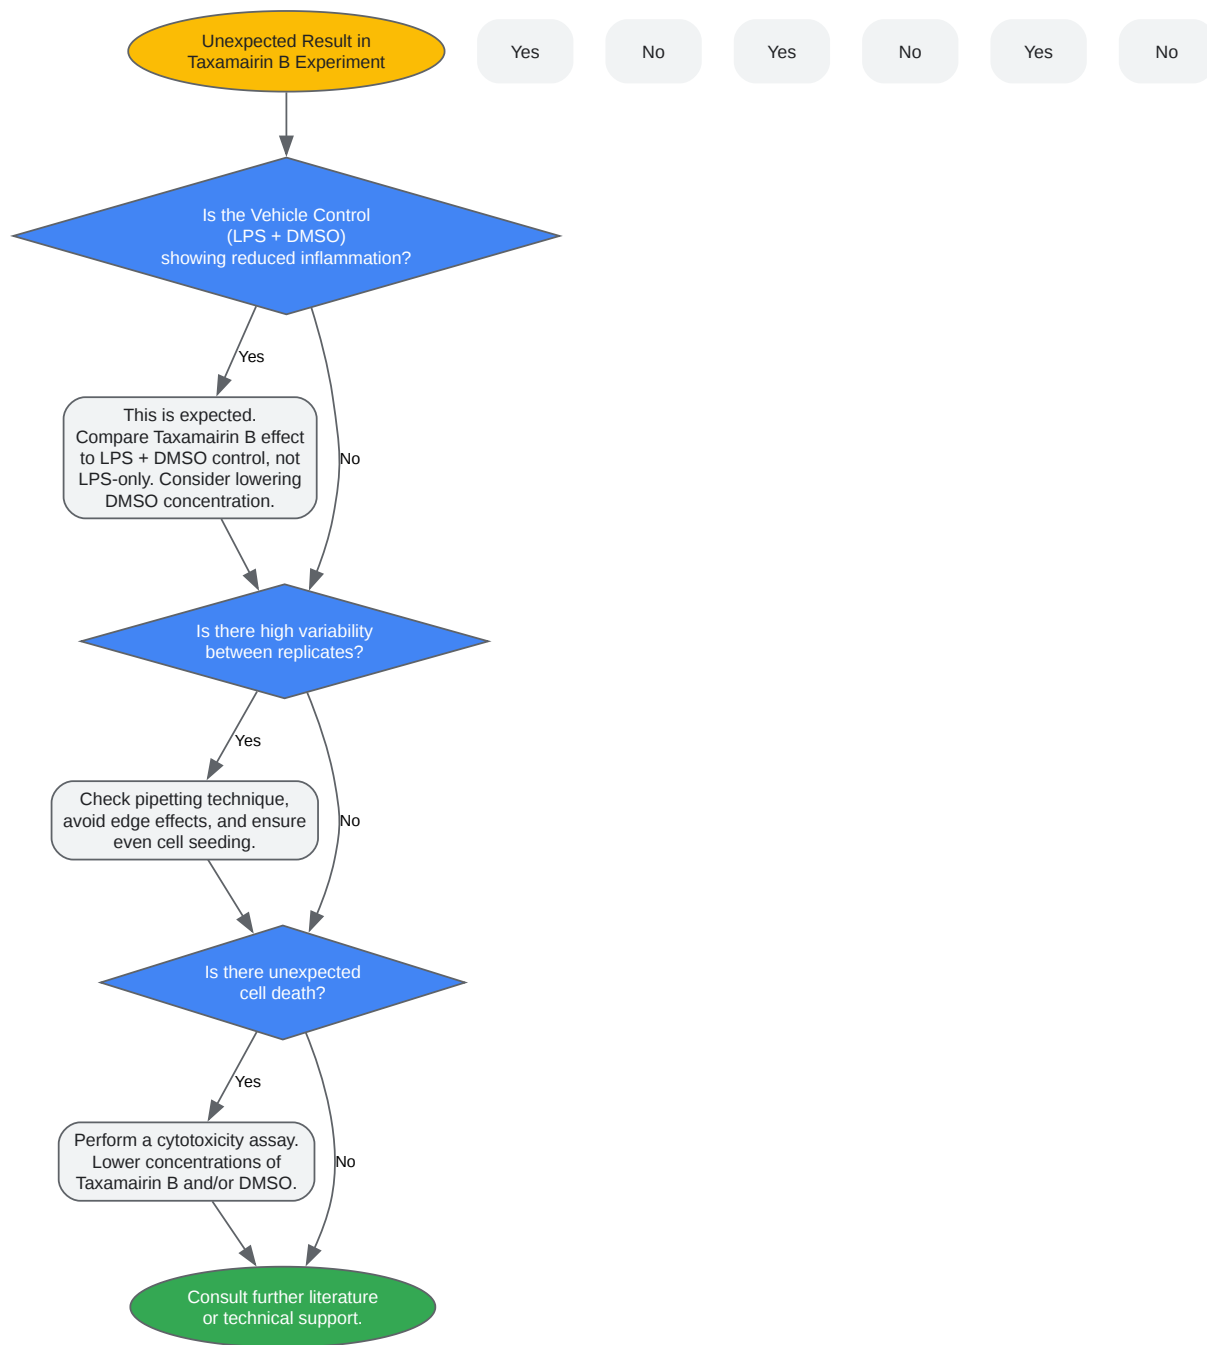 Unexpected Result in
Taxamairin B Experiment
Yes
No
Yes
No
Yes
No
Is the Vehicle Control
(LPS + DMSO)
showing reduced inflammation?
Yes
This is expected.
Compare Taxamairin B effect
to LPS + DMSO control, not
LPS-only. Consider lowering
DMSO concentration.
No
Is there high variability
between replicates?
Yes
Check pipetting technique,
avoid edge effects, and ensure
even cell seeding.
No
Is there unexpected
cell death?
Yes
Perform a cytotoxicity assay.
Lower concentrations of
Taxamairin B and/or DMSO.
No
Consult further literature
or technical support.